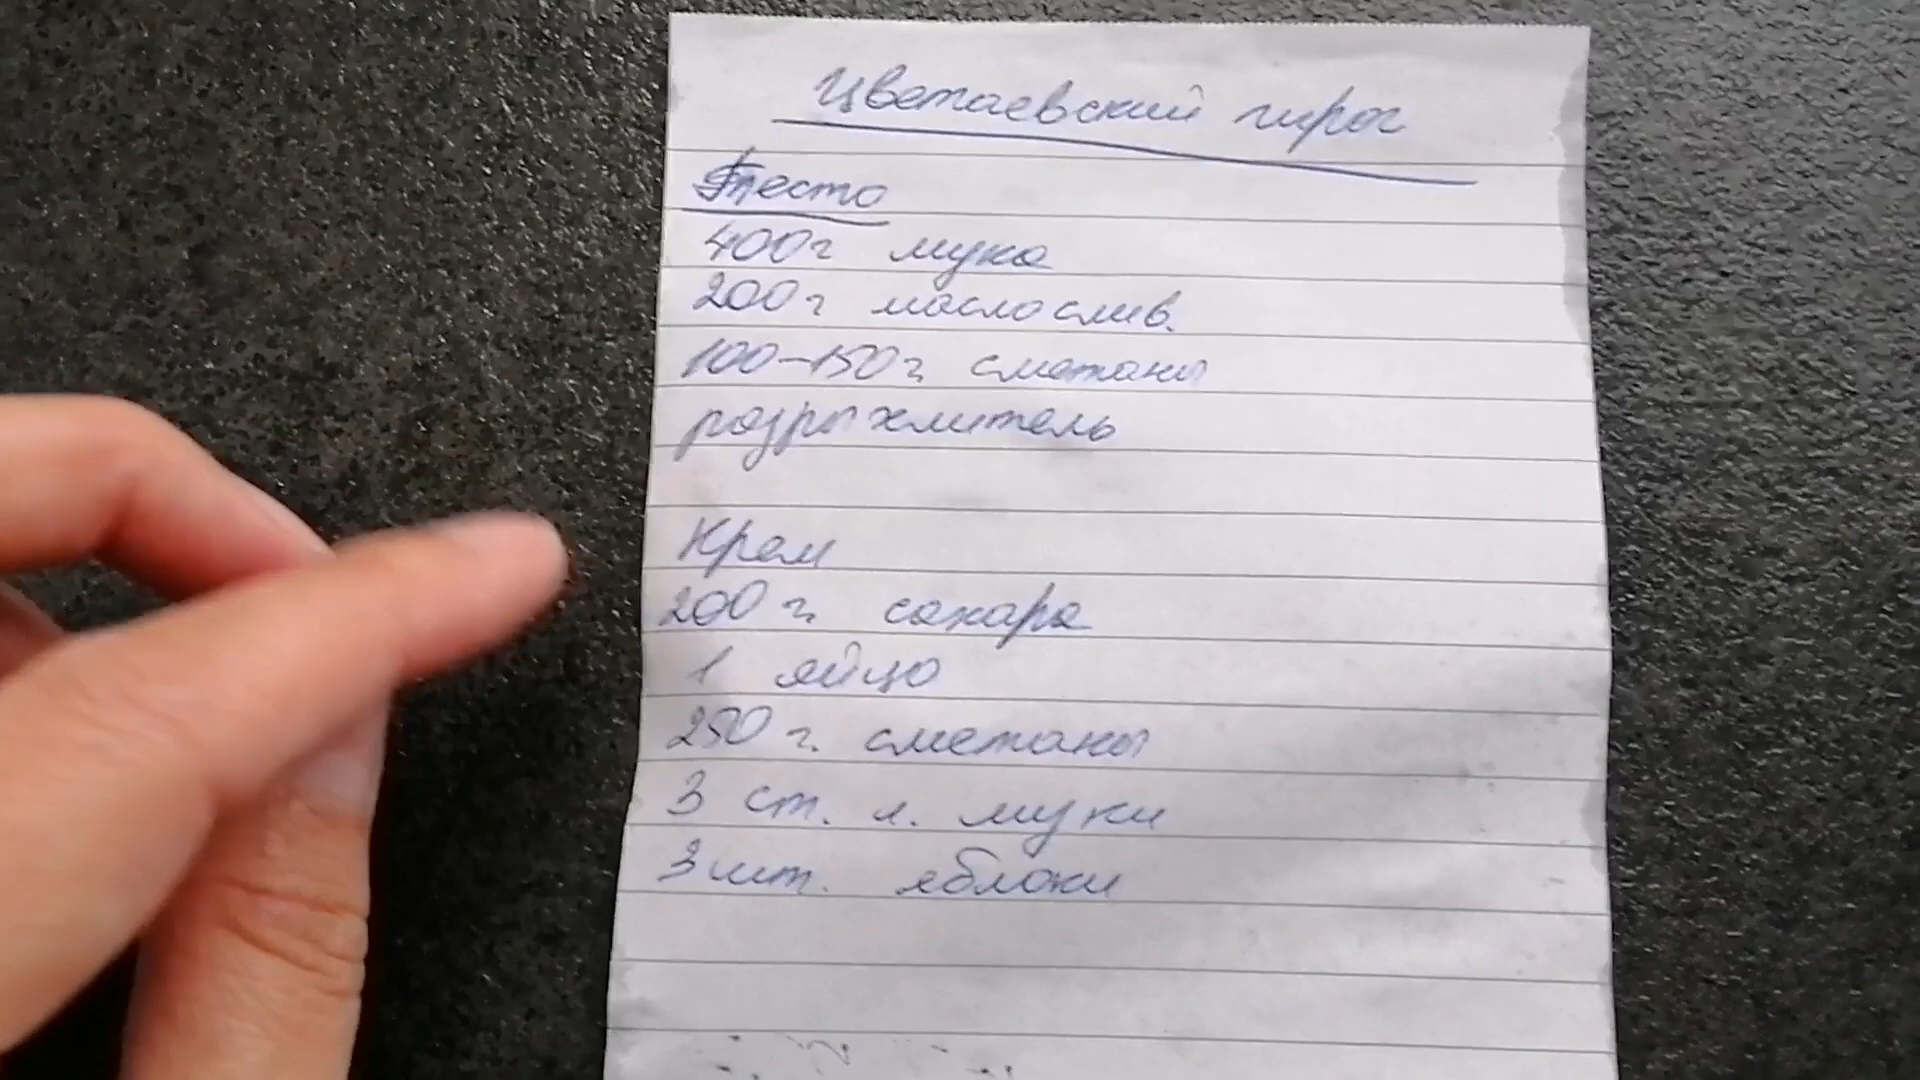 Цветаевский пирог
Тесто
400г мука
200г масло слив.
100-150г сметаны
разрыхлитель
Крем
200 г. сахара
1 яйцо
250 г. сметаны
3 ст. л. муки
3 шт. яблоки